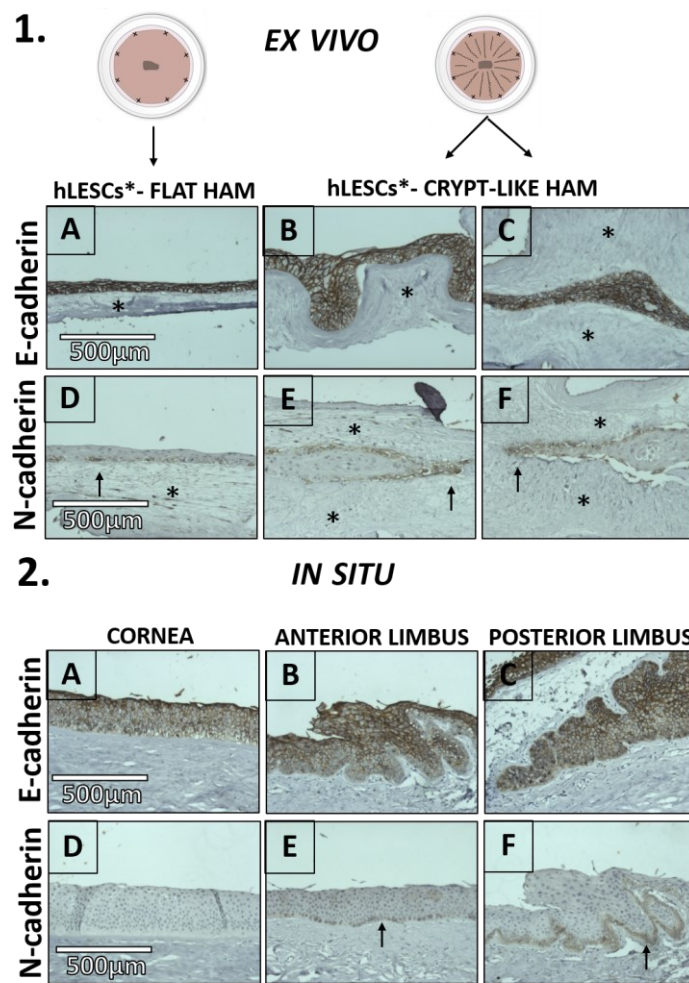 1.
EX VIVO
hLESCs*- FLAT HAM
hLESCs*- CRYPT-LIKE HAM
E-cadherin
A
B
C
*
*
*
*
500µm
N-cadherin
D
E
F
*
*
*
*
*
500µm
2.
IN SITU
CORNEA
ANTERIOR LIMBUS
POSTERIOR LIMBUS
E-cadherin
A
B
C
500µm
N-cadherin
D
E
F
500µm